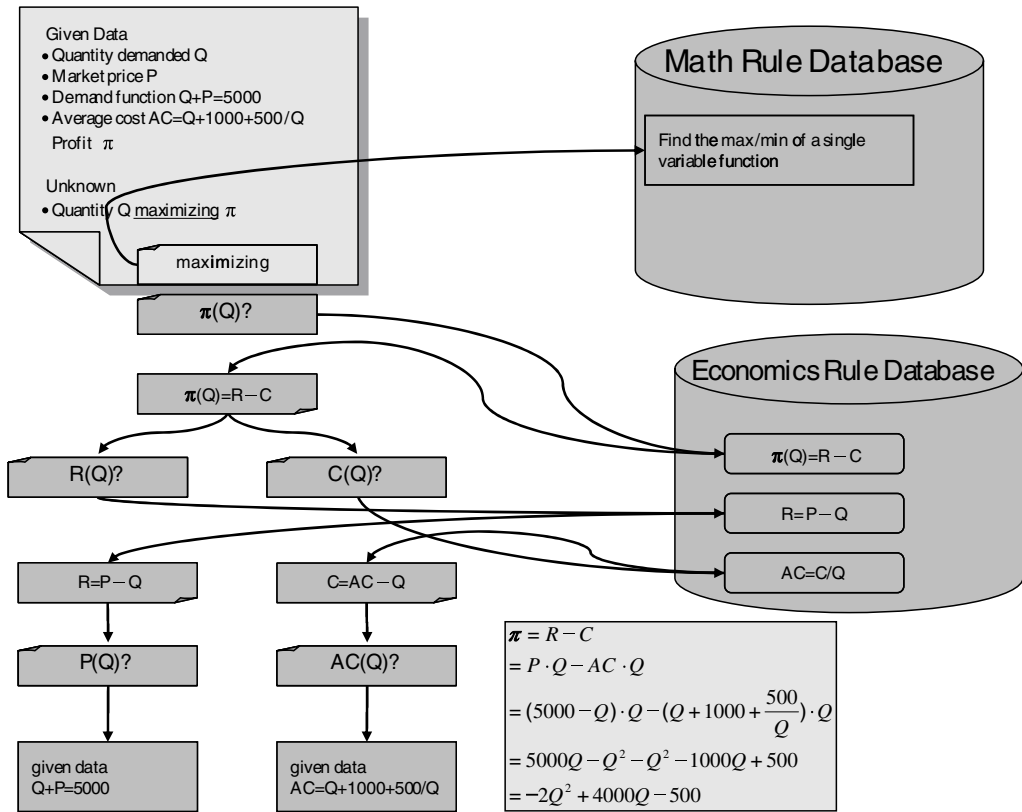 Given Data
• Quantity demanded Q
• Market price P
• Demand function Q+P=5000
• Average cost AC=Q+1000+500/Q
Profit π
Unknown
• Quantity Q maximizing π
maximizing
π(Q)?
π(Q)=R−C
R(Q)?
C(Q)?
R=P−Q
C=AC−Q
P(Q)?
AC(Q)?
given data
Q+P=5000
given data
AC=Q+1000+500/Q
Math Rule Database
Find the max/min of a single
variable function
Economics Rule Database
π(Q)=R−C
R=P−Q
AC=C/Q
π = R − C
= P · Q − AC · Q
= (5000 − Q) · Q − (Q + 1000 + 500/Q) · Q
= 5000Q − Q² − Q² − 1000Q + 500
= −2Q² + 4000Q − 500